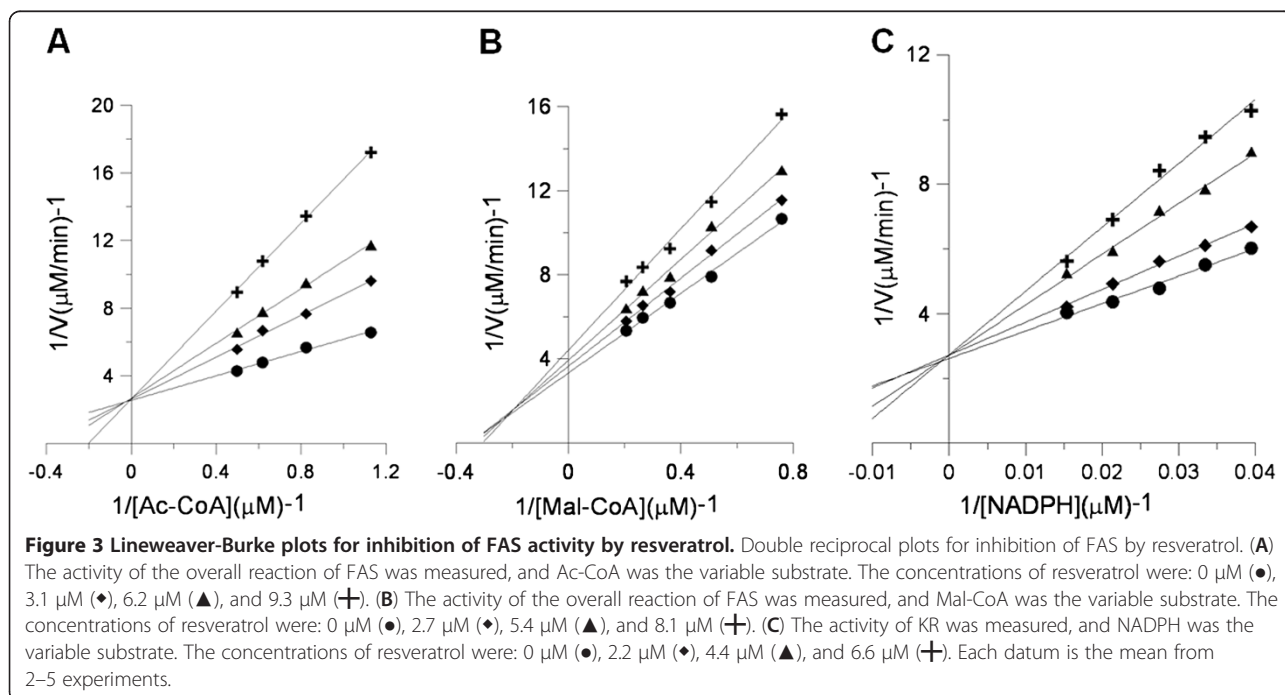 A
B
C
20
16
12
8
4
-0.4
0
0.4
0.8
1.2
1/V(μM/min)-1
1/[Ac-CoA](μM)-1
16
12
8
4
-0.4
0
0.4
0.8
1/V(μM/min)-1
1/[Mal-CoA](μM)-1
12
8
4
-0.01
0
0.01
0.02
0.03
0.04
1/V(μM/min)-1
1/[NADPH](μM)-1
Figure 3 Lineweaver-Burke plots for inhibition of FAS activity by resveratrol. Double reciprocal plots for inhibition of FAS by resveratrol. (A)
The activity of the overall reaction of FAS was measured, and Ac-CoA was the variable substrate. The concentrations of resveratrol were: 0 μM (●),
3.1 μM (◆), 6.2 μM (▲), and 9.3 μM (+). (B) The activity of the overall reaction of FAS was measured, and Mal-CoA was the variable substrate. The
concentrations of resveratrol were: 0 μM (●), 2.7 μM (◆), 5.4 μM (▲), and 8.1 μM (+). (C) The activity of KR was measured, and NADPH was the
variable substrate. The concentrations of resveratrol were: 0 μM (●), 2.2 μM (◆), 4.4 μM (▲), and 6.6 μM (+). Each datum is the mean from
2–5 experiments.